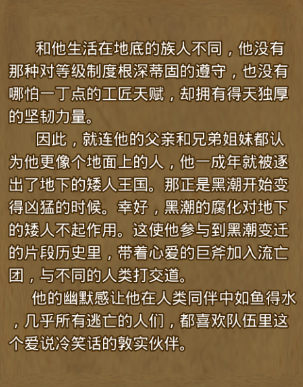 和他生活在地底的族人不同，他没有
那种对等级制度根深蒂固的遵守，也没有
哪怕一丁点的工匠天赋，却拥有得天独厚
的坚韧力量。
因此，就连他的父亲和兄弟姐妹都认
为他更像个地面上的人，他一成年就被逐
出了地下的矮人王国。那正是黑潮开始变
得凶猛的时候。幸好，黑潮的腐化对地下
的矮人不起作用。这使他参与到黑潮变迁
的片段历史里，带着心爱的巨斧加入流亡
团，与不同的人类打交道。
他的幽默感让他在人类同伴中如鱼得水
，几乎所有逃亡的人们，都喜欢队伍里这
个爱说冷笑话的敦实伙伴。